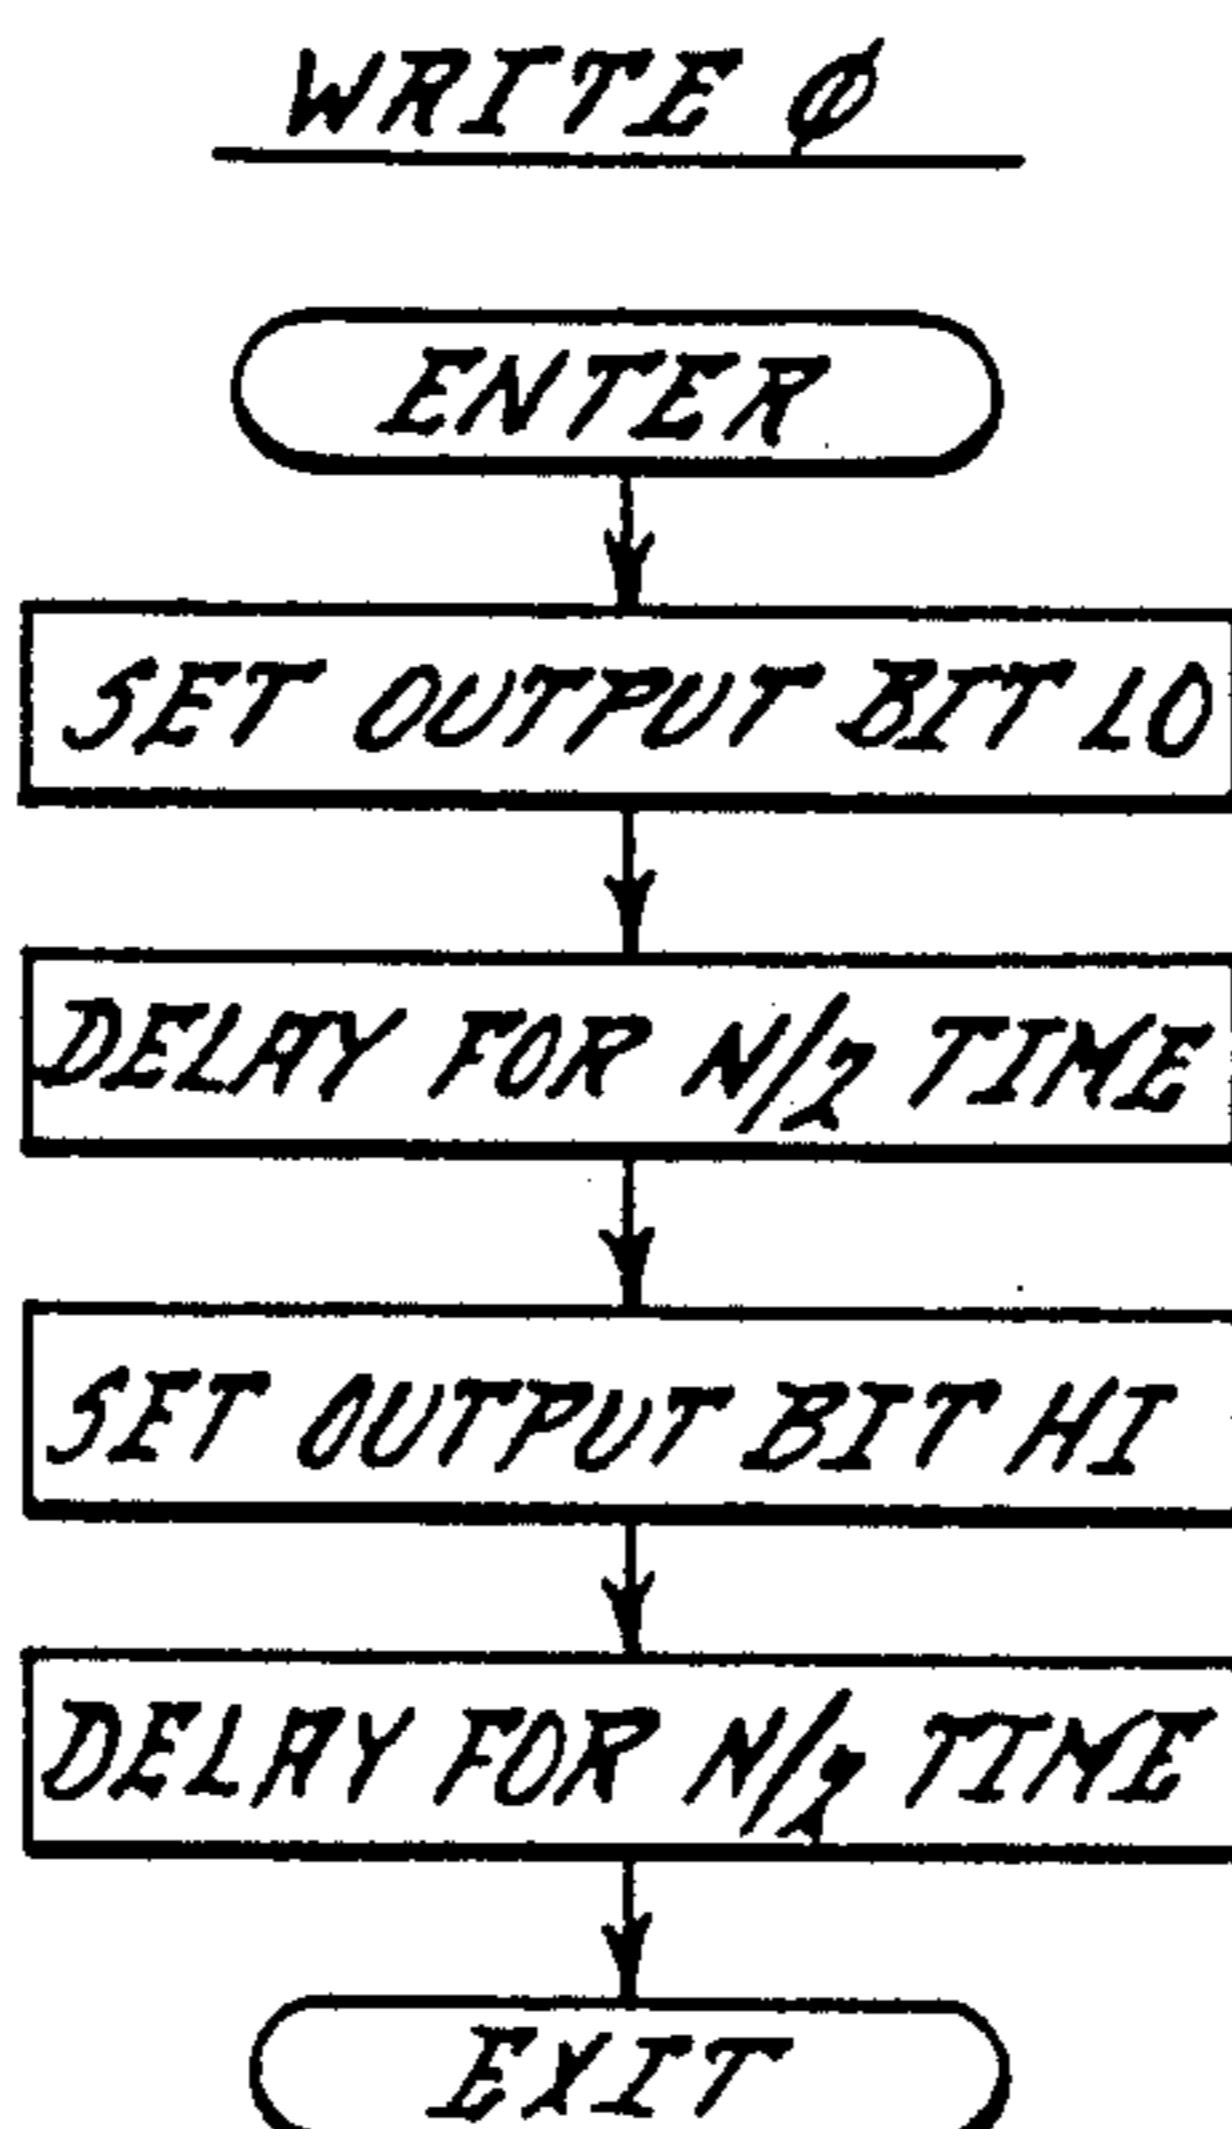 WRITE Ø
ENTER
SET OUTPUT BIT LO
DELAY FOR N/2 TIME
SET OUTPUT BIT HI
DELAY FOR N/2 TIME
EXIT